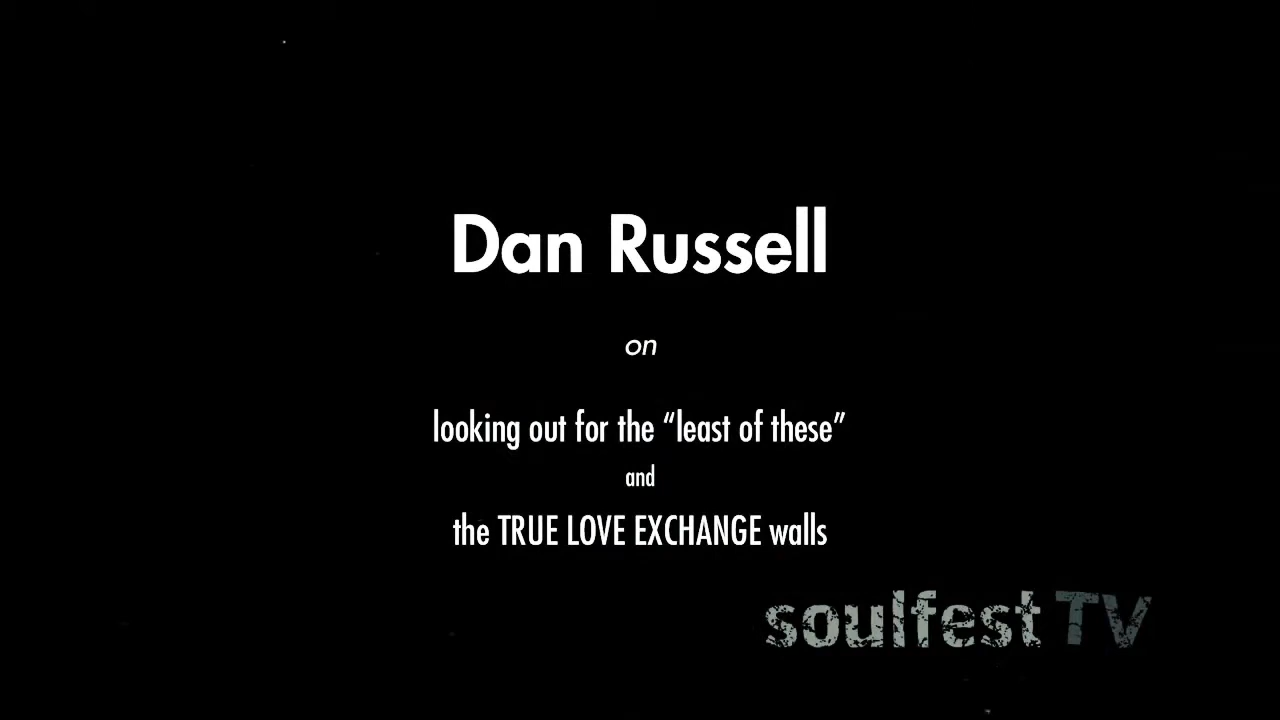 Dan Russell
on
looking out for the “least of these”
and
the TRUE LOVE EXCHANGE walls
soulfest TV